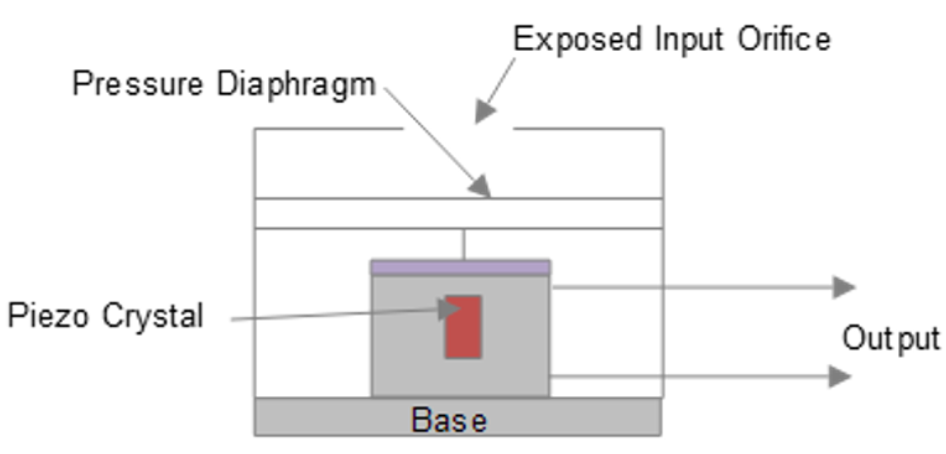 Exposed Input Orifice
Pressure Diaphragm
Piezo Crystal
Output
Base